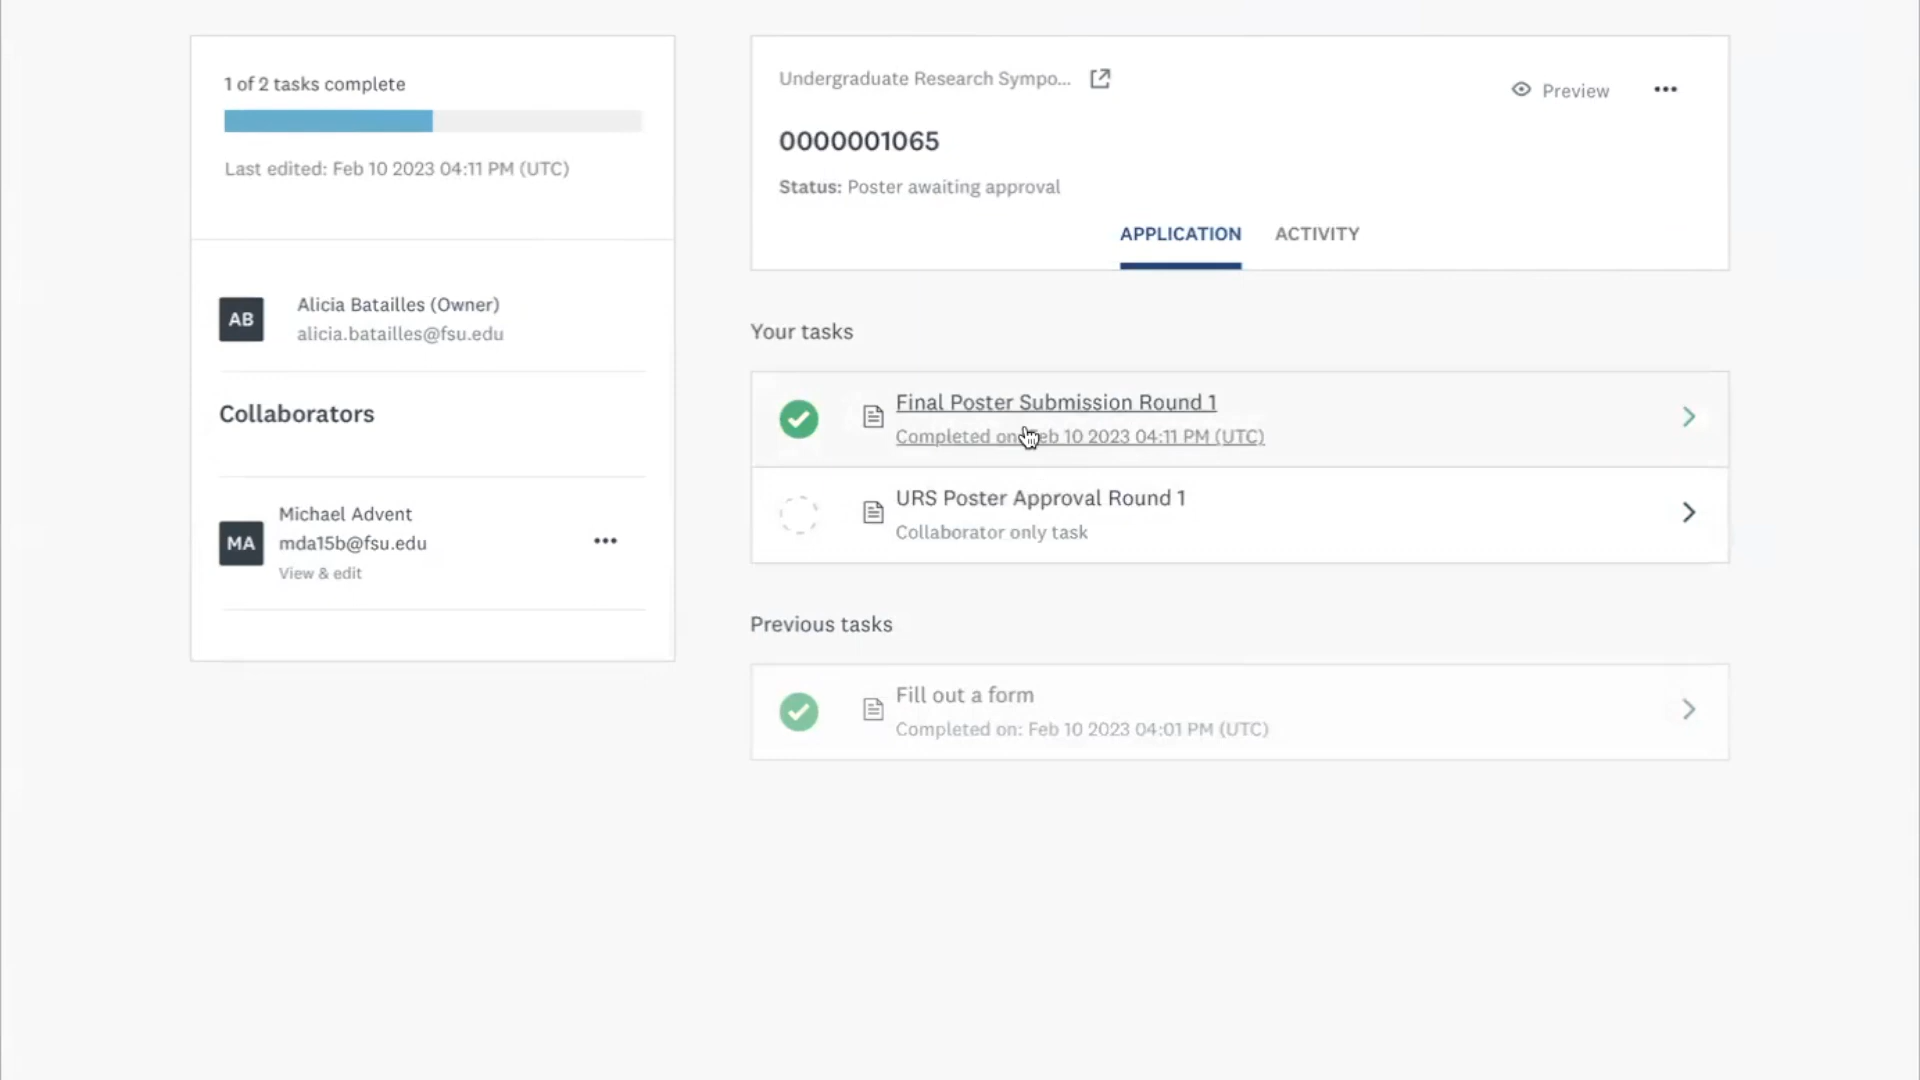 1 of 2 tasks complete
Last edited: Feb 10 2023 04:11 PM (UTC)
AB
Alicia Batailles (Owner)
alicia.batailles@fsu.edu
Collaborators
MA
Michael Advent
mda15b@fsu.edu
View & edit
Undergraduate Research Sympo...
Preview
0000001065
Status: Poster awaiting approval
APPLICATION
ACTIVITY
Your tasks
Final Poster Submission Round 1
Completed on Feb 10 2023 04:11 PM (UTC)
URS Poster Approval Round 1
Collaborator only task
Previous tasks
Fill out a form
Completed on: Feb 10 2023 04:01 PM (UTC)